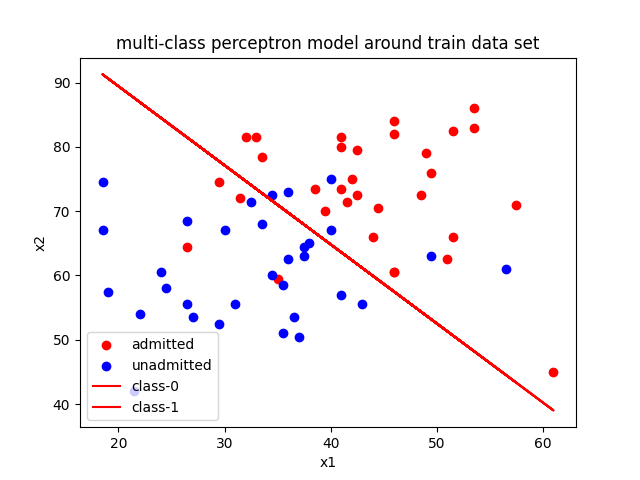 multi-class perceptron model around train data set
90
80
70
60
50
40
x2
admitted
unadmitted
class-0
class-1
20
30
40
50
60
x1